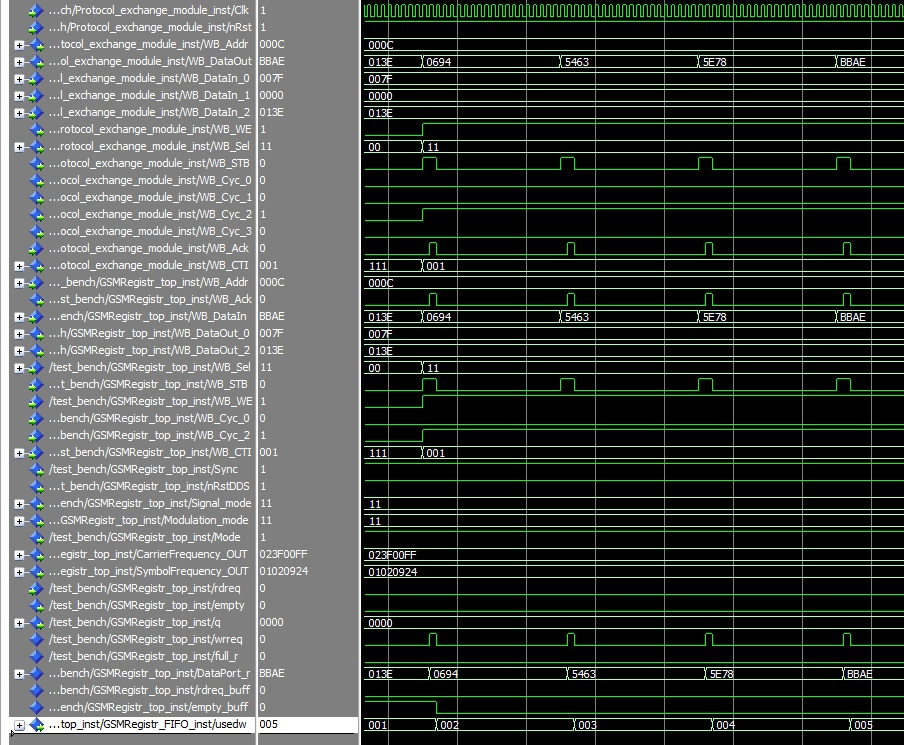 ...ch/Protocol_exchange_module_inst/Clk 1
...h/Protocol_exchange_module_inst/nRst 1
...tocol_exchange_module_inst/WB_Addr 000C 000C
...ol_exchange_module_inst/WB_DataOut BBAE 013E 0694 5463 5E78 BBAE
...l_exchange_module_inst/WB_DataIn_0 007F 007F
...l_exchange_module_inst/WB_DataIn_1 0000 0000
...l_exchange_module_inst/WB_DataIn_2 013E 013E
...rotocol_exchange_module_inst/WB_WE 1
...rotocol_exchange_module_inst/WB_Sel 11 00 11
...otocol_exchange_module_inst/WB_STB 0
...ocol_exchange_module_inst/WB_Cyc_0 0
...ocol_exchange_module_inst/WB_Cyc_1 0
...ocol_exchange_module_inst/WB_Cyc_2 1
...ocol_exchange_module_inst/WB_Cyc_3 0
...otocol_exchange_module_inst/WB_Ack 0
...otocol_exchange_module_inst/WB_CTI 001 111 001
..._bench/GSMRegistr_top_inst/WB_Addr 000C 000C
...st_bench/GSMRegistr_top_inst/WB_Ack 0
...ench/GSMRegistr_top_inst/WB_DataIn BBAE 013E 0694 5463 5E78 BBAE
...h/GSMRegistr_top_inst/WB_DataOut_0 007F 007F
...h/GSMRegistr_top_inst/WB_DataOut_2 013E 013E
/test_bench/GSMRegistr_top_inst/WB_Sel 11 00 11
...t_bench/GSMRegistr_top_inst/WB_STB 0
/test_bench/GSMRegistr_top_inst/WB_WE 1
...bench/GSMRegistr_top_inst/WB_Cyc_0 0
...bench/GSMRegistr_top_inst/WB_Cyc_2 1
...st_bench/GSMRegistr_top_inst/WB_CTI 001 111 001
/test_bench/GSMRegistr_top_inst/Sync 1
...t_bench/GSMRegistr_top_inst/nRstDDS 1
...ench/GSMRegistr_top_inst/Signal_mode 11 11
...GSMRegistr_top_inst/Modulation_mode 11 11
/test_bench/GSMRegistr_top_inst/Mode 1
...egistr_top_inst/CarrierFrequency_OUT 023F00FF 023F00FF
...egistr_top_inst/SymbolFrequency_OUT 01020924 01020924
/test_bench/GSMRegistr_top_inst/rdreq 0
/test_bench/GSMRegistr_top_inst/empty 0
/test_bench/GSMRegistr_top_inst/q 0000 0000
/test_bench/GSMRegistr_top_inst/wrreq 0
/test_bench/GSMRegistr_top_inst/full_r 0
...bench/GSMRegistr_top_inst/DataPort_r BBAE 013E 0694 5463 5E78 BBAE
...bench/GSMRegistr_top_inst/rdreq_buff 0
...ench/GSMRegistr_top_inst/empty_buff 0
...top_inst/GSMRegistr_FIFO_inst/usedw 005 001 002 003 004 005